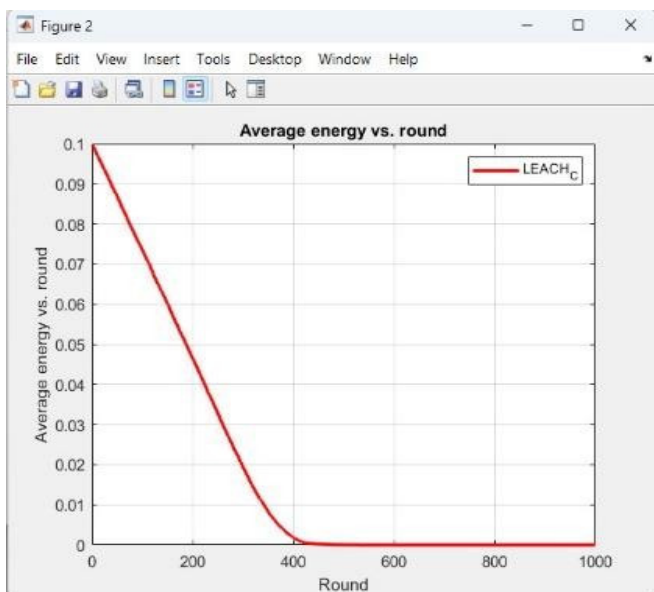 Figure 2
File Edit View Insert Tools Desktop Window Help
Average energy vs. round
LEACH_C
Average energy vs. round
0.1
0.09
0.08
0.07
0.06
0.05
0.04
0.03
0.02
0.01
0
0 200 400 600 800 1000
Round